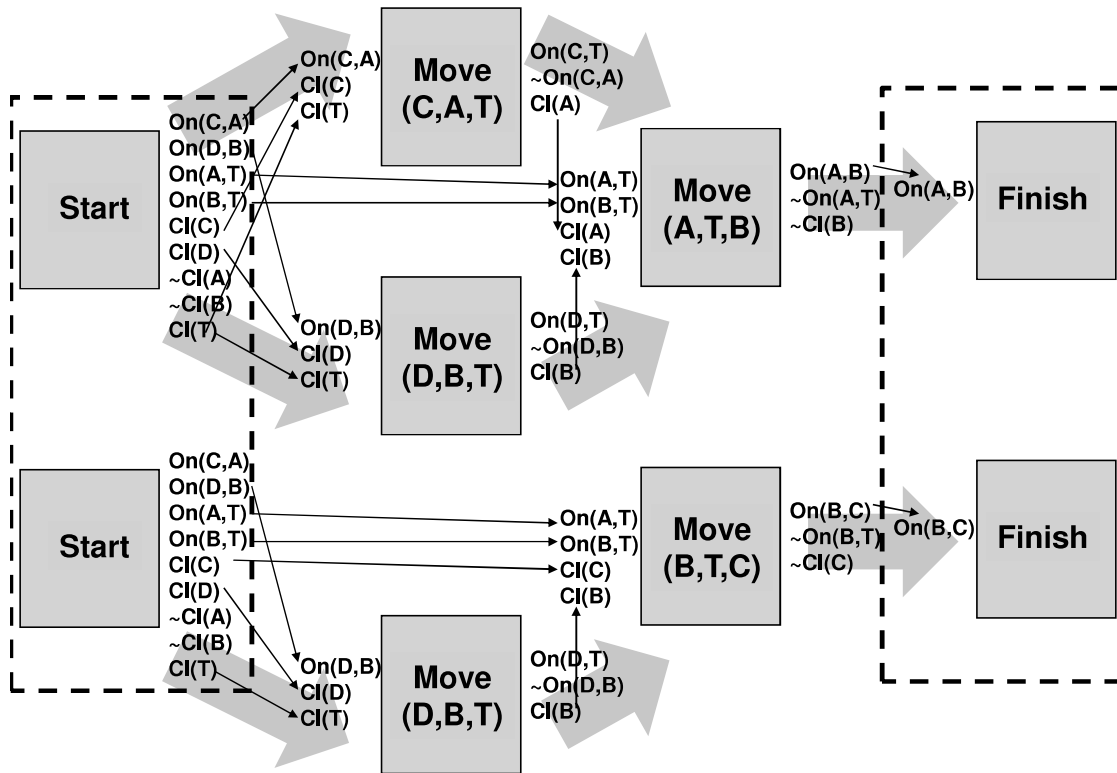 Start
On(C,A)
On(D,B)
On(A,T)
On(B,T)
Cl(C)
Cl(D)
~Cl(A)
~Cl(B)
Cl(T)
On(C,A)
Cl(C)
Cl(T)
Move
(C,A,T)
On(C,T)
~On(C,A)
Cl(A)
On(D,B)
Cl(D)
Cl(T)
Move
(D,B,T)
On(D,T)
~On(D,B)
Cl(B)
On(A,T)
On(B,T)
Cl(A)
Cl(B)
Move
(A,T,B)
On(A,B)
~On(A,T)
~Cl(B)
On(A,B)
Finish
Start
On(C,A)
On(D,B)
On(A,T)
On(B,T)
Cl(C)
Cl(D)
~Cl(A)
~Cl(B)
Cl(T)
On(D,B)
Cl(D)
Cl(T)
Move
(D,B,T)
On(D,T)
~On(D,B)
Cl(B)
On(A,T)
On(B,T)
Cl(C)
Cl(B)
Move
(B,T,C)
On(B,C)
~On(B,T)
~Cl(C)
On(B,C)
Finish